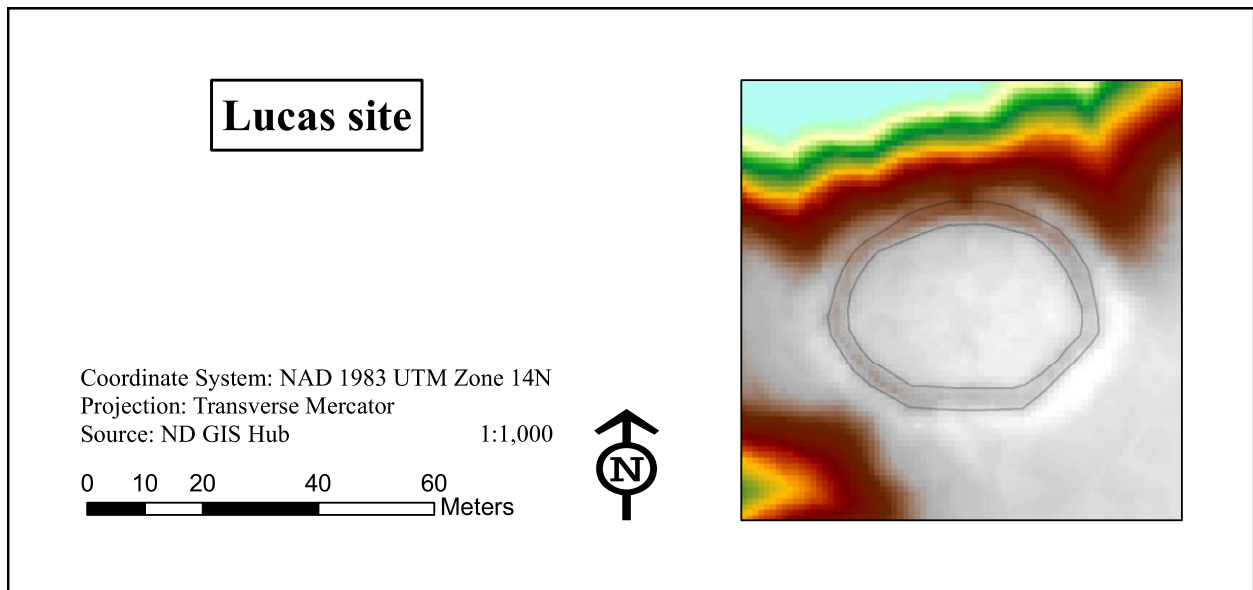 Lucas site
Coordinate System: NAD 1983 UTM Zone 14N
Projection: Transverse Mercator
Source: ND GIS Hub 1:1,000
0 10 20 40 60
Meters
N